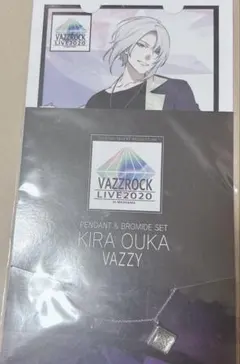 VAZZROCK
LIVE2020
VAZZROCK
LIVE2020
PENDANT & BROMIDE SET
KIRA OUKA
VAZZY